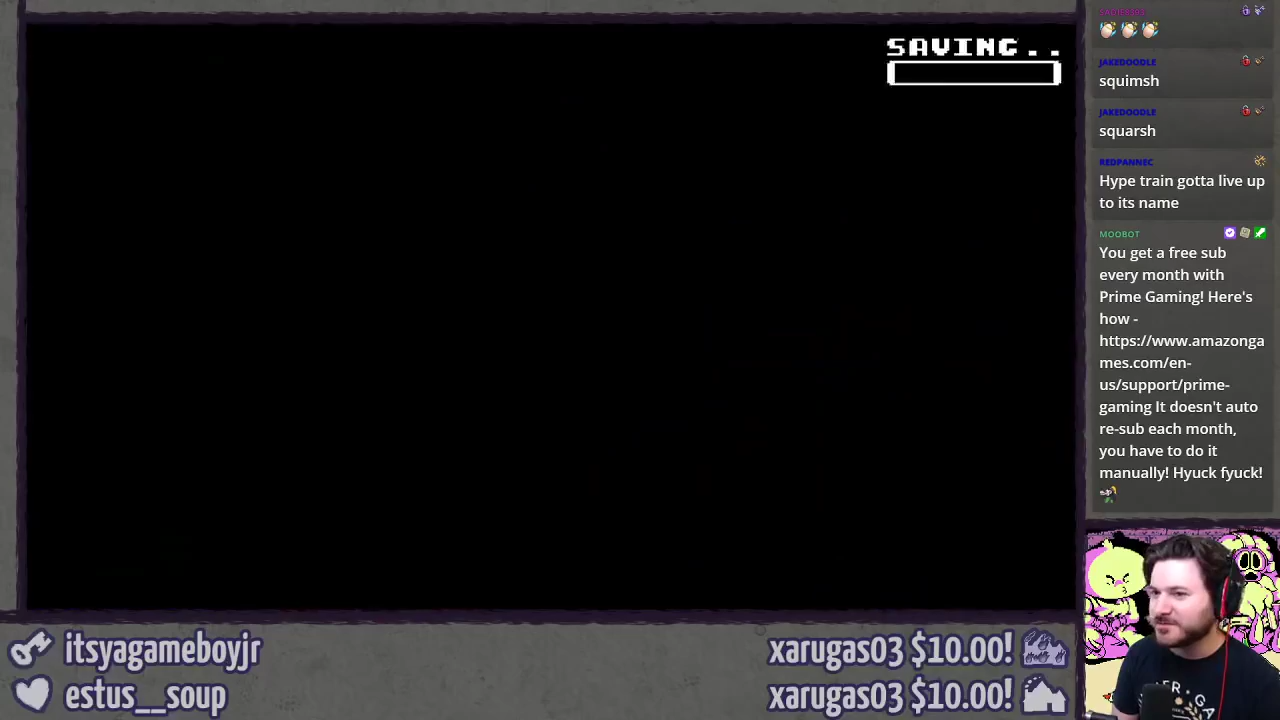 SAVING..
JAKEDOODLE
squimsh
JAKEDOODLE
squarsh
REDPANNEC
Hype train gotta live up
to its name
MOOBOT
You get a free sub
every month with
Prime Gaming! Here's
how -
https://www.amazonga
mes.com/en-
us/support/prime-
gaming It doesn't auto
re-sub each month,
you have to do it
manually! Hyuck fyuck!
itsyagameboyjr
estus__soup
xarugas03 $10.00!
xarugas03 $10.00!